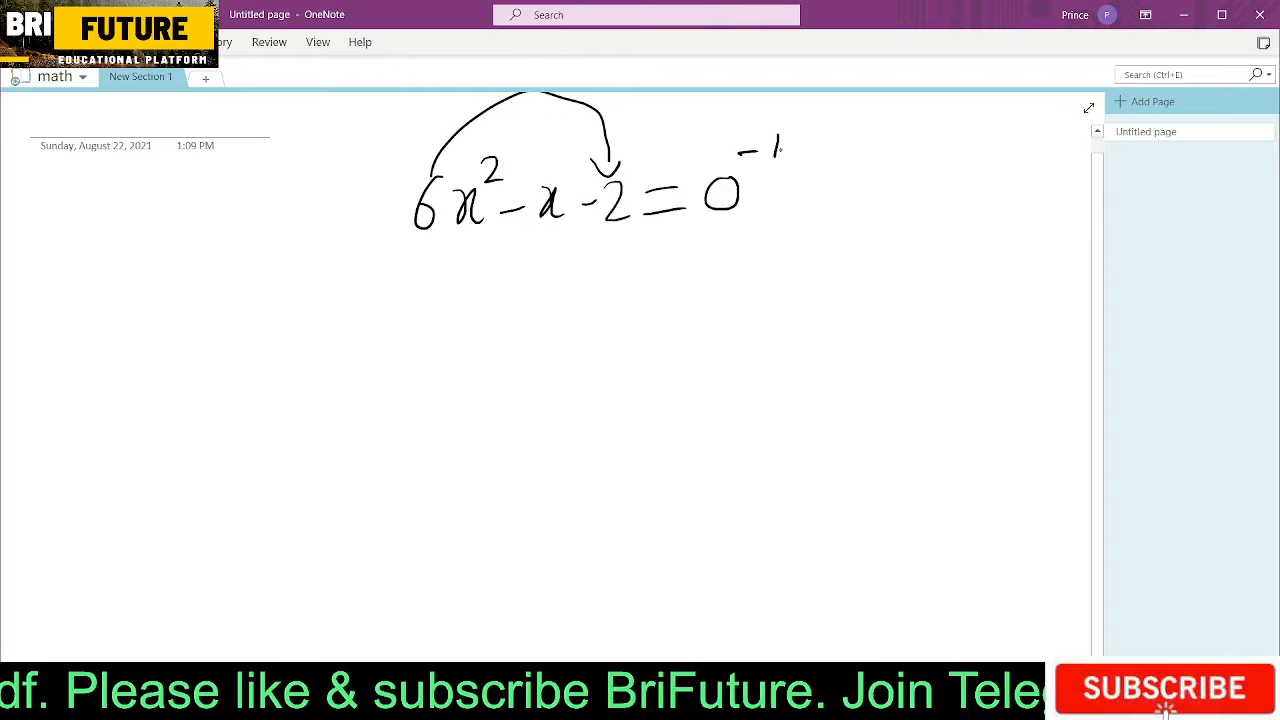 BRI FUTURE
EDUCATIONAL PLATFORM
Untitled page - OneNote
Search
Prince P
Review View Help
math
New Section 1
+
Search (Ctrl+E)
Add Page
Untitled page
Sunday, August 22, 2021 1:09 PM
6x² - x - 2 = 0 -1
df. Please like & subscribe BriFuture. Join Tele
SUBSCRIBE